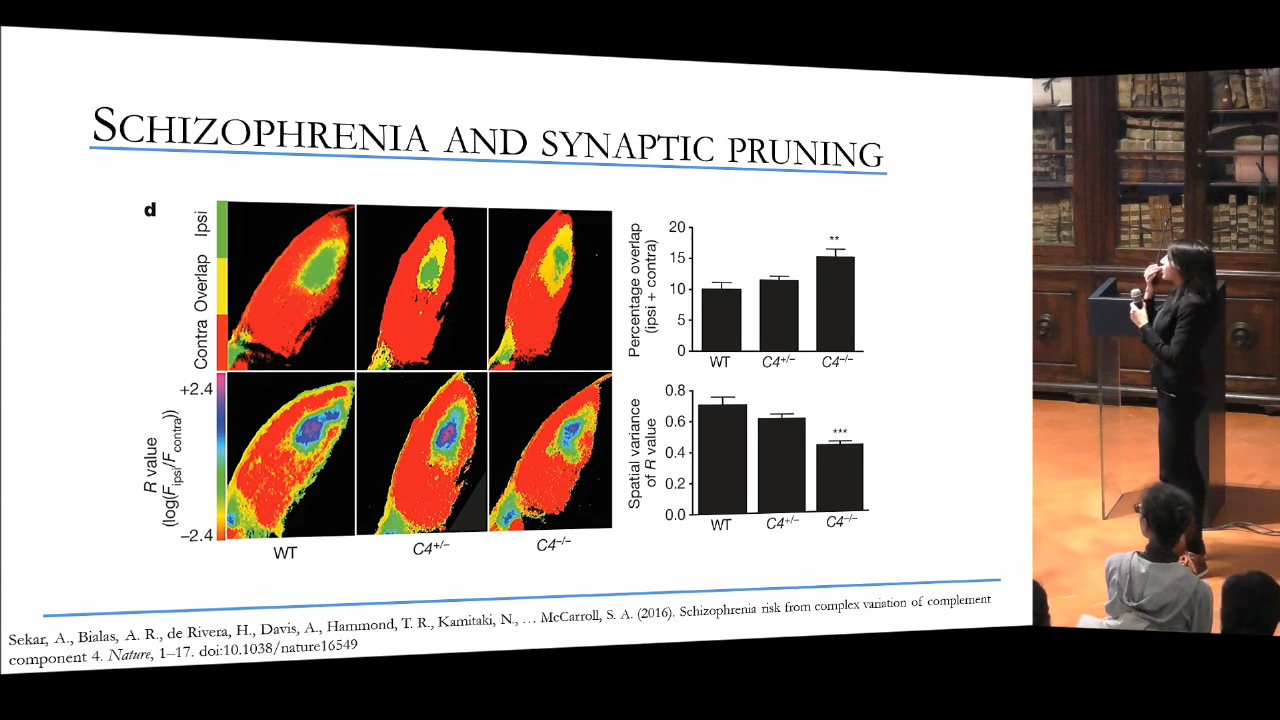 SCHIZOPHRENIA AND SYNAPTIC PRUNING
d
Ipsi
Overlap
Contra
+2.4
R value
(log(Fipsi/Fcontra))
−2.4
WT
C4+/−
C4−/−
Percentage overlap
(ipsi + contra)
20
15
10
5
0
**
WT
C4+/−
C4−/−
Spatial variance
of R value
0.8
0.6
0.4
0.2
0.0
***
WT
C4+/−
C4−/−
Sekar, A., Bialas, A. R., de Rivera, H., Davis, A., Hammond, T. R., Kamitaki, N., … McCarroll, S. A. (2016). Schizophrenia risk from complex variation of complement
component 4. Nature, 1–17. doi:10.1038/nature16549